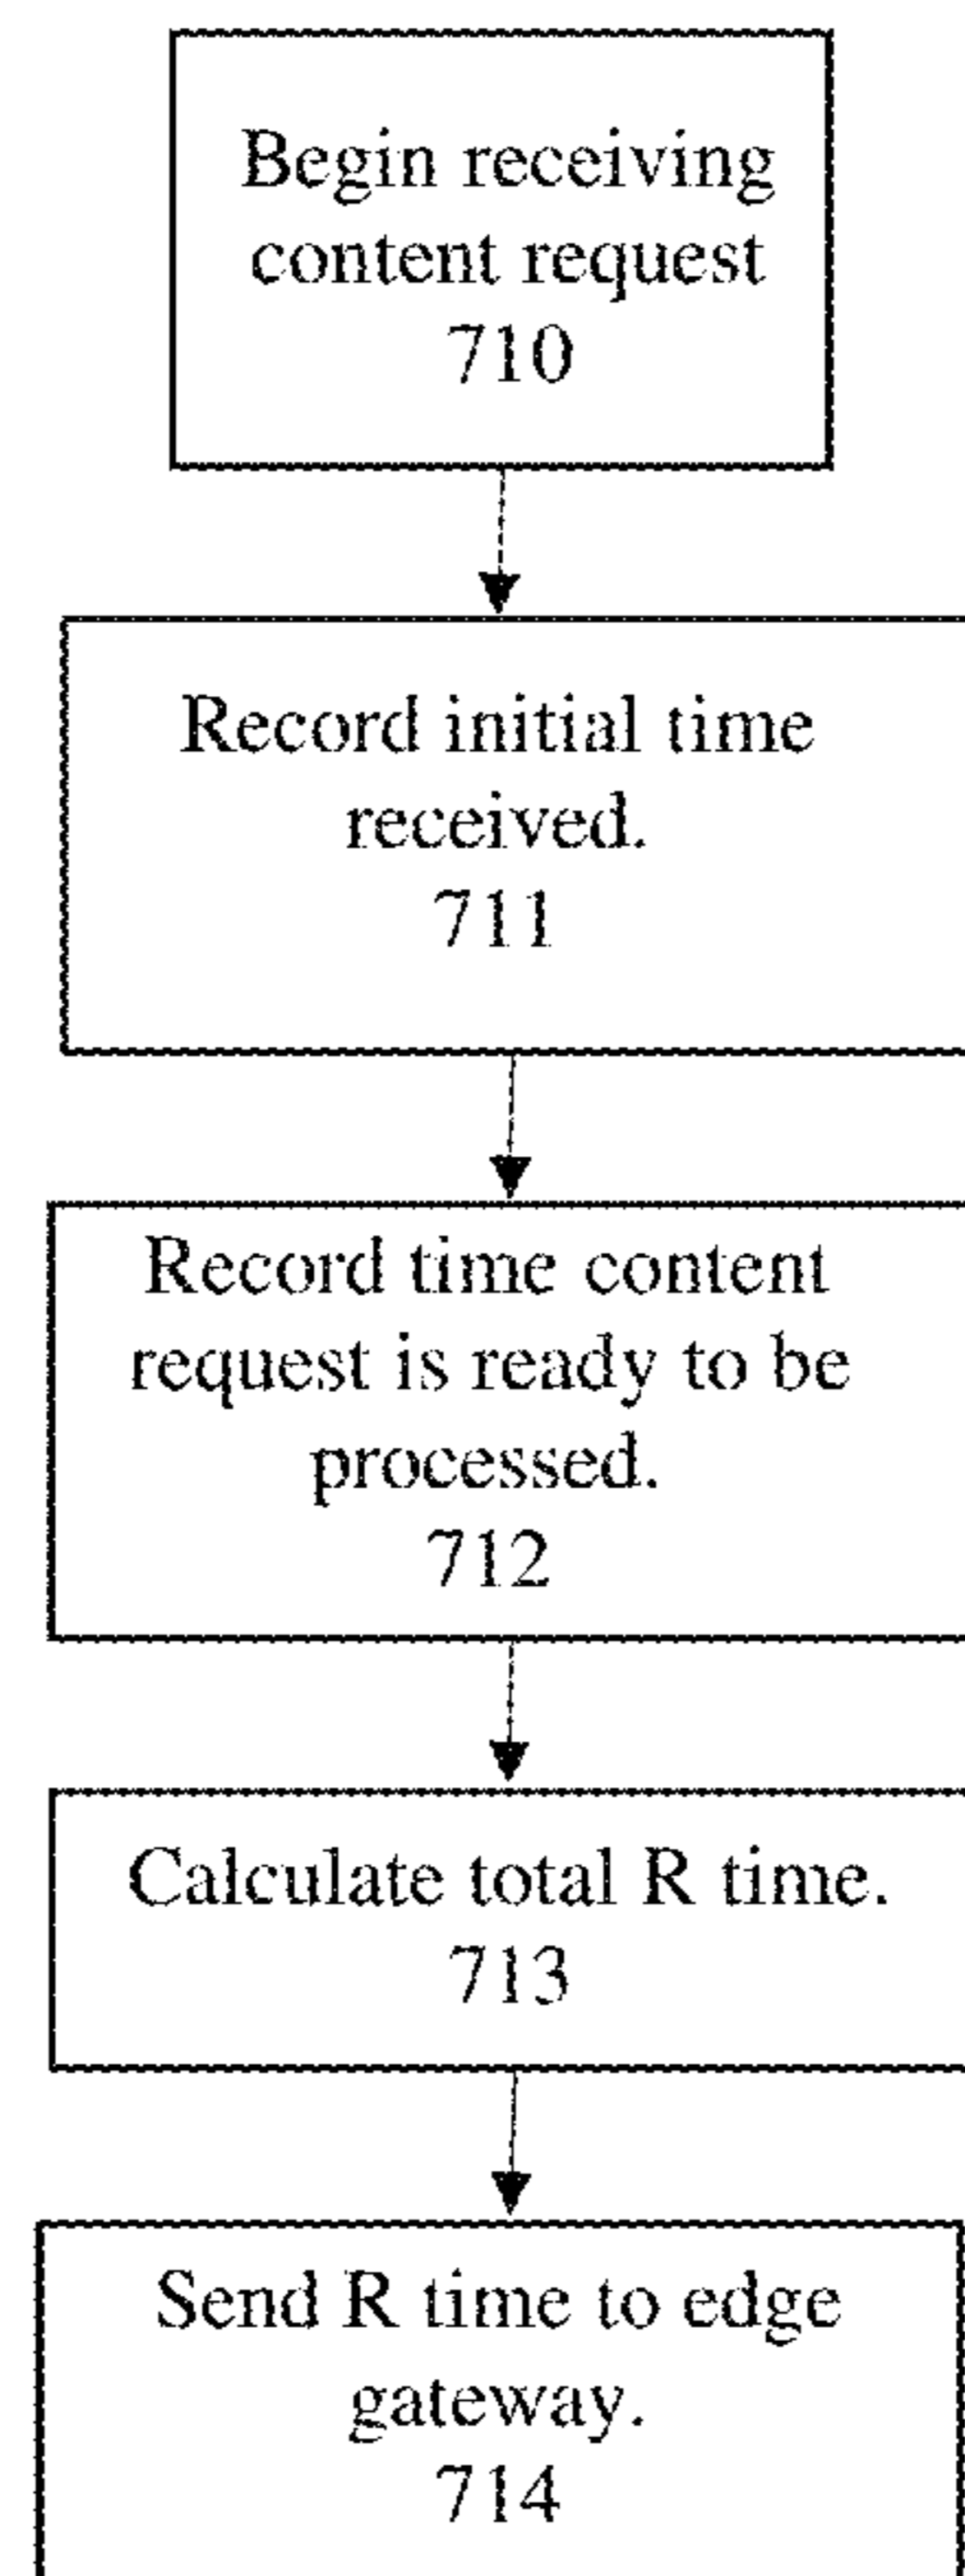 Begin receiving
content request
710
Record initial time
received.
711
Record time content
request is ready to be
processed.
712
Calculate total R time.
713
Send R time to edge
gateway.
714